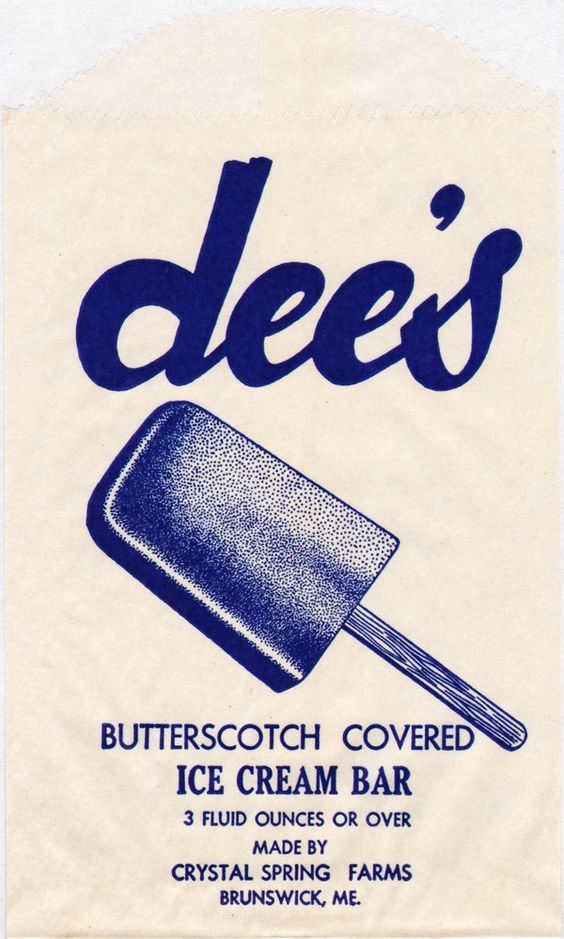 dee's
BUTTERSCOTCH COVERED
ICE CREAM BAR
3 FLUID OUNCES OR OVER
MADE BY
CRYSTAL SPRING FARMS
BRUNSWICK, ME.